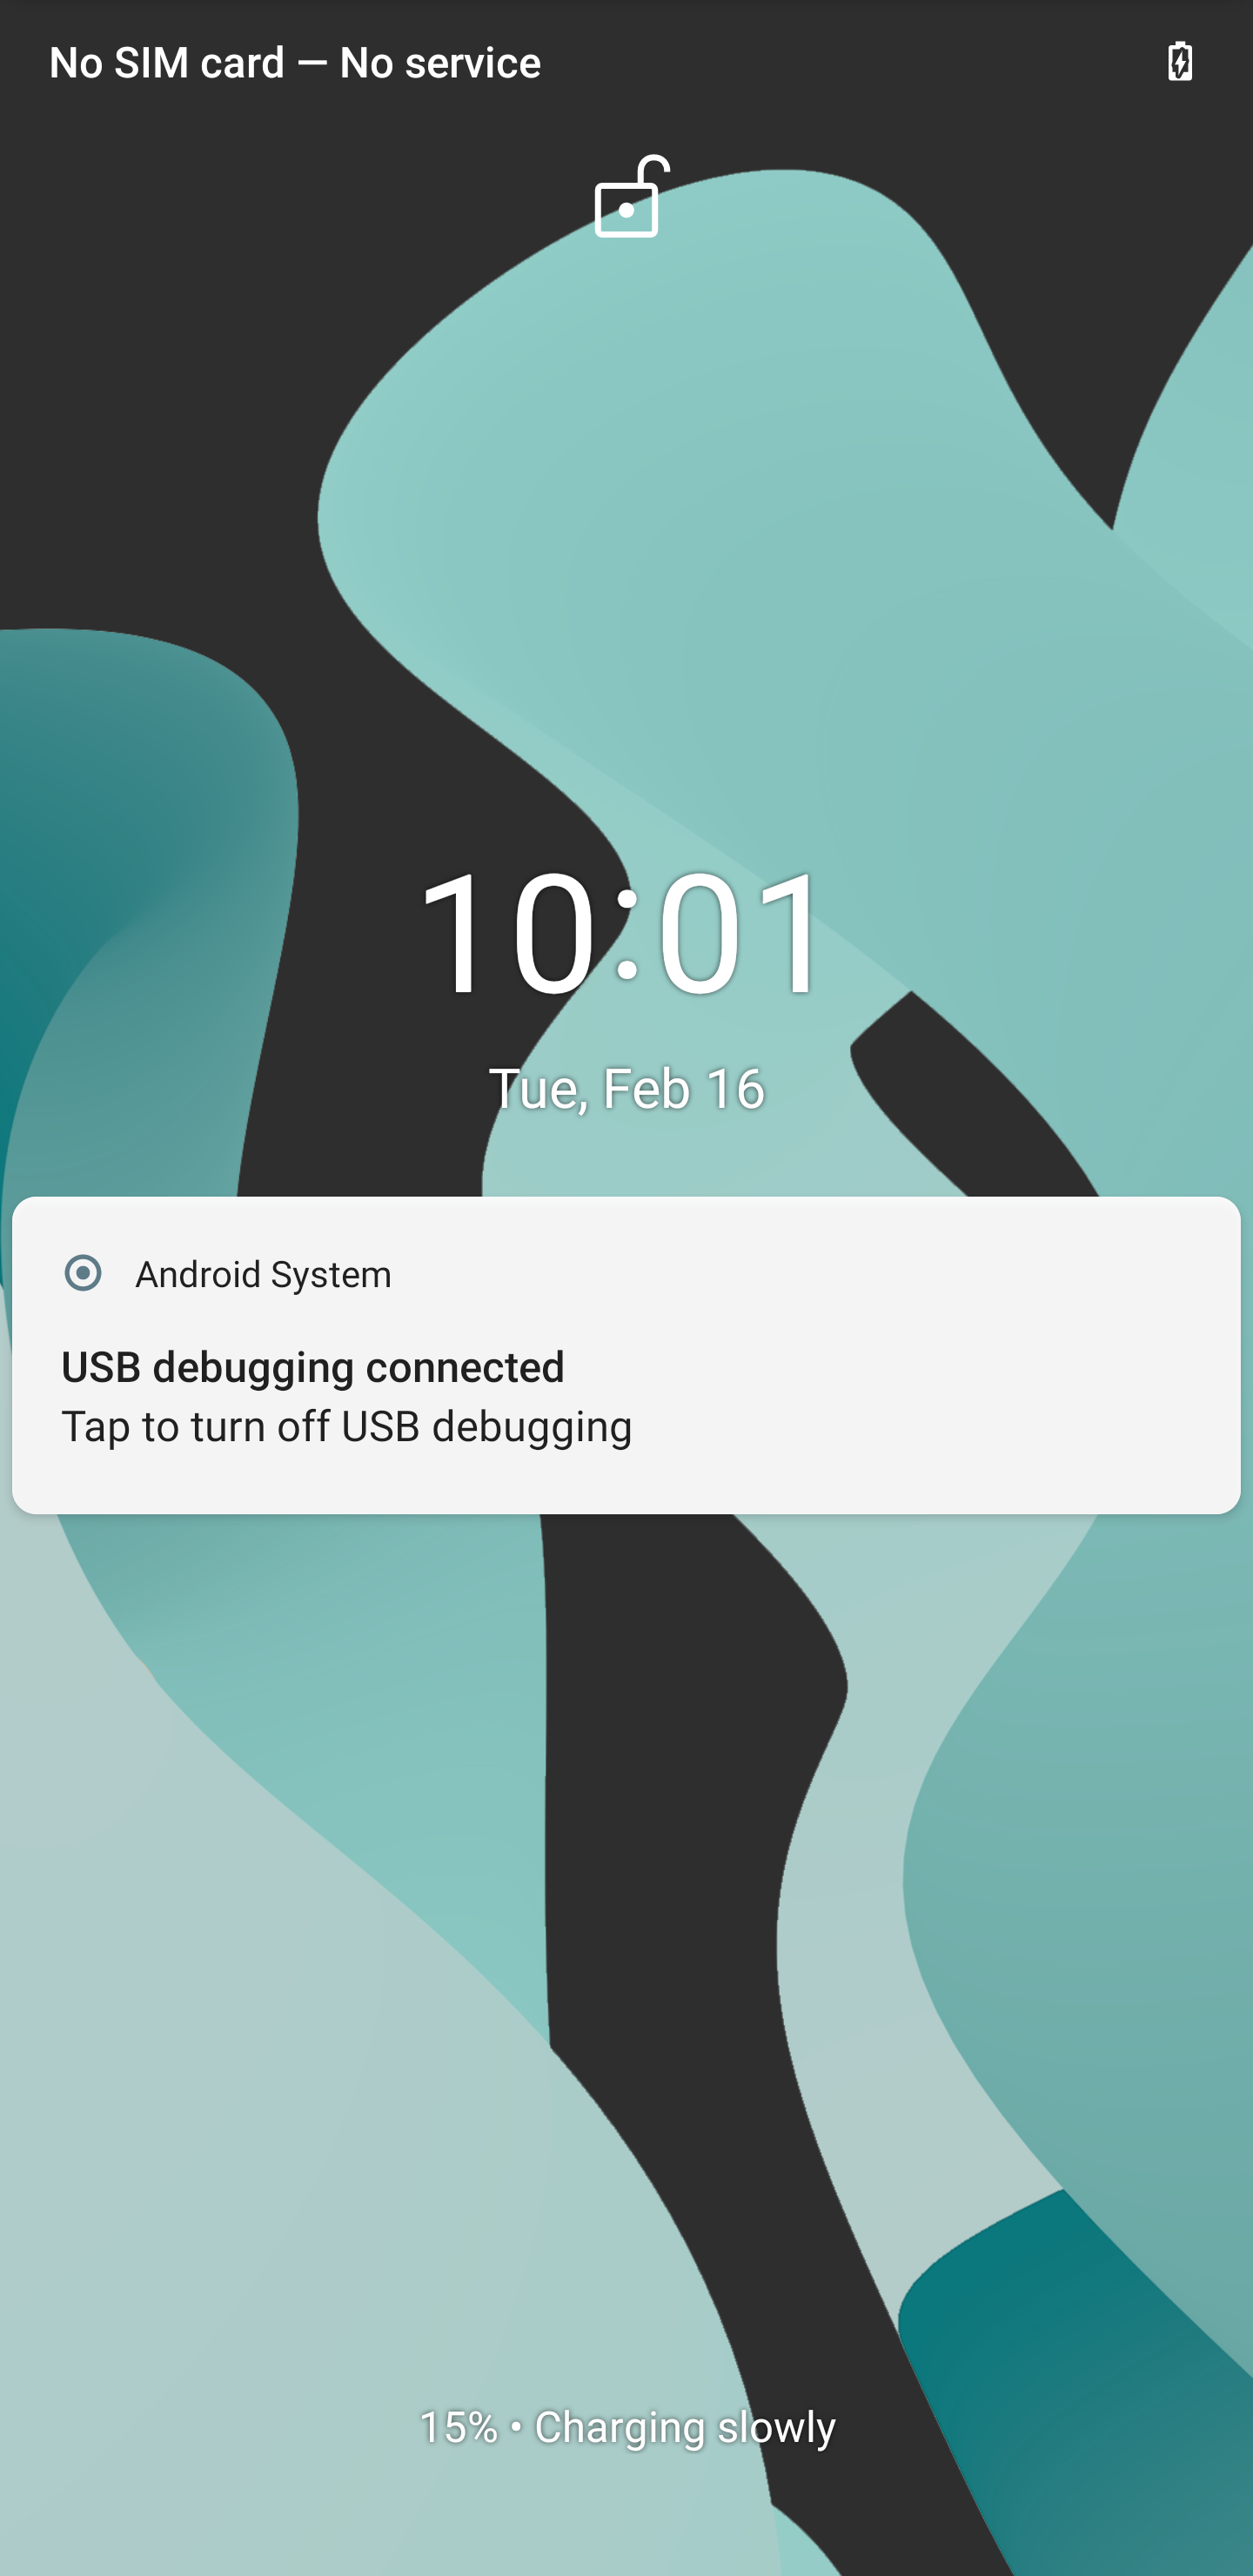 No SIM card — No service
10:01
Tue, Feb 16
Android System
USB debugging connected
Tap to turn off USB debugging
15% • Charging slowly